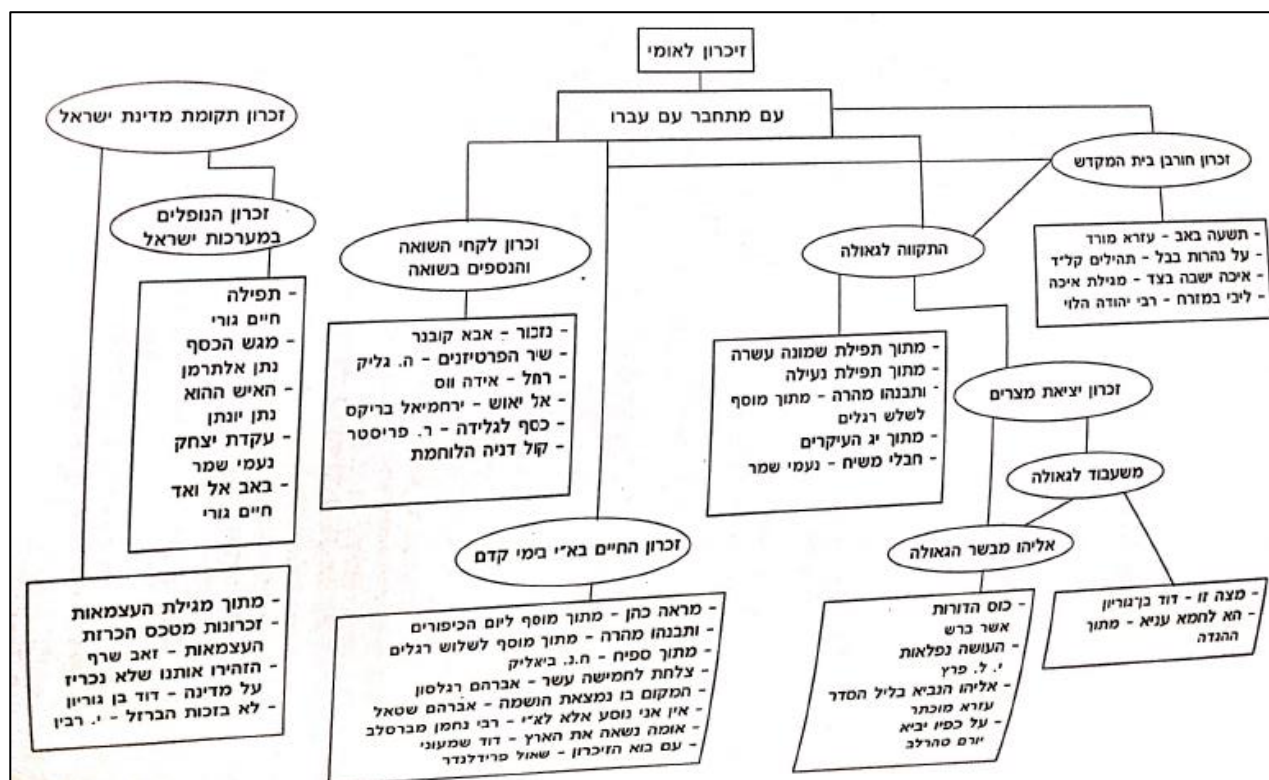 זיכרון לאומי
עם מתחבר עם עברו
זכרון תקומת מדינת ישראל
זכרון חורבן בית המקדש
- תשעה באב - עזרא מורד
- על נהרות בבל - תהילים קל״ד
- איכה ישבה בצד - מגילת איכה
- ליבי במזרח - רבי יהודה הלוי
התקווה לגאולה
- מתוך תפילת שמונה עשרה
- מתוך תפילת נעילה
- ותבנהו מהרה - מתוך מוסף
לשלש רגלים
- מתוך יג העיקרים
- חבלי משיח - נעמי שמר
זכרון יציאת מצרים
משעבוד לגאולה
- מצה זו - דוד בן־גוריון
- הא לחמא עניא - מתוך
ההגדה
אליהו מבשר הגאולה
- כוס הדורות
אשר ברש
- העושה נפלאות
י. ל. פרץ
- אליהו הנביא בליל הסדר
עזרא מוכתר
- על כפיו יביא
יורם טהרלב
זכרון לקחי השואה
והנספים בשואה
- נזכור - אבא קובנר
- שיר הפרטיזנים - ה. גליק
- רחל - אידה ווס
- אל יאוש - ירחמיאל בריקס
- כסף לגלידה - ר. פריסטר
- קול דניה הלוחמת
זכרון החיים בא״י בימי קדם
- מראה כהן - מתוך מוסף ליום הכיפורים
- ותבנהו מהרה - מתוך מוסף לשלוש רגלים
- מתוך ספיח - ח.נ. ביאליק
- צלחת לחמישה עשר - אברהם רגלסון
- המקום בו נמצאת הנשמה - אברהם שטאל
- אין אני נוסע אלא לא״י - רבי נחמן מברסלב
- אומה נשאה את הארץ - דוד שמעוני
- עם בוא הזיכרון - שאול פרידלנדר
זכרון הנופלים
במערכות ישראל
- תפילה
חיים גורי
- מגש הכסף
נתן אלתרמן
- האיש ההוא
נתן יונתן
- עקדת יצחק
נעמי שמר
- באב אל ואד
חיים גורי
- מתוך מגילת העצמאות
- זכרונות מטכס הכרזת
העצמאות - זאב שרף
- הזהירו אותנו שלא נכריז
על מדינה - דוד בן גוריון
- לא בזכות הברזל - י. רבין